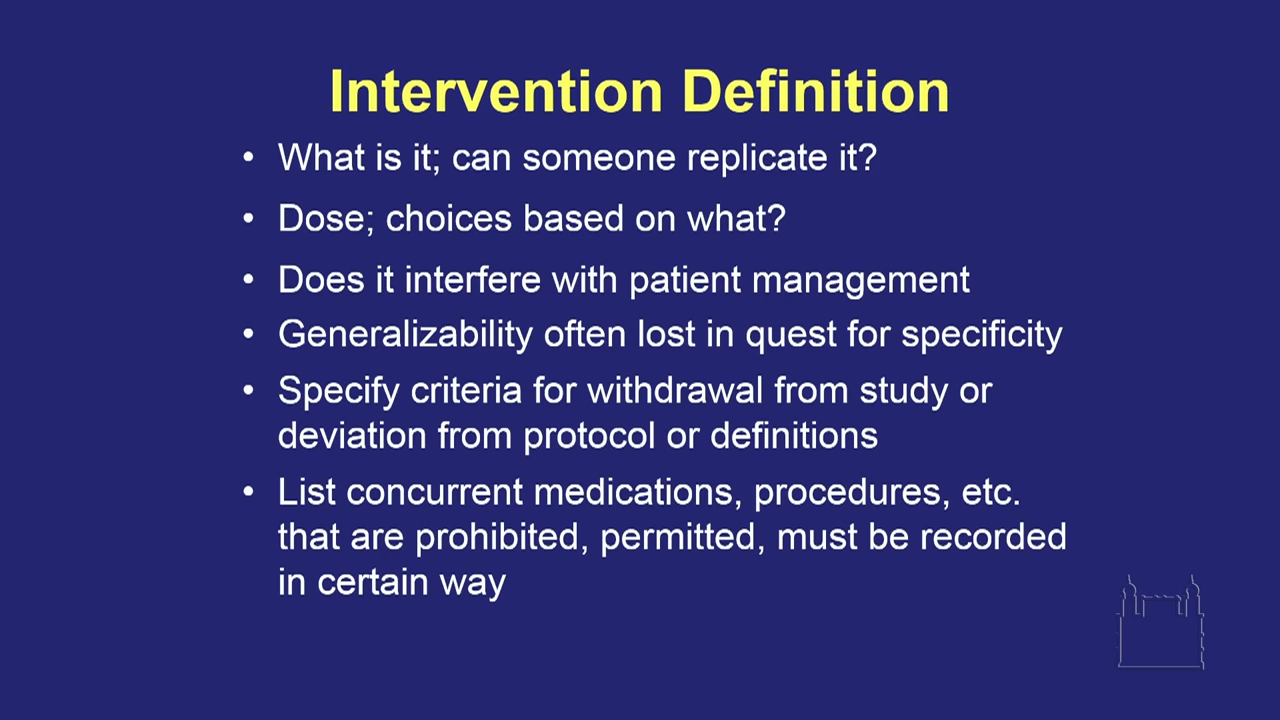 Intervention Definition
• What is it; can someone replicate it?
• Dose; choices based on what?
• Does it interfere with patient management
• Generalizability often lost in quest for specificity
• Specify criteria for withdrawal from study or
deviation from protocol or definitions
• List concurrent medications, procedures, etc.
that are prohibited, permitted, must be recorded
in certain way